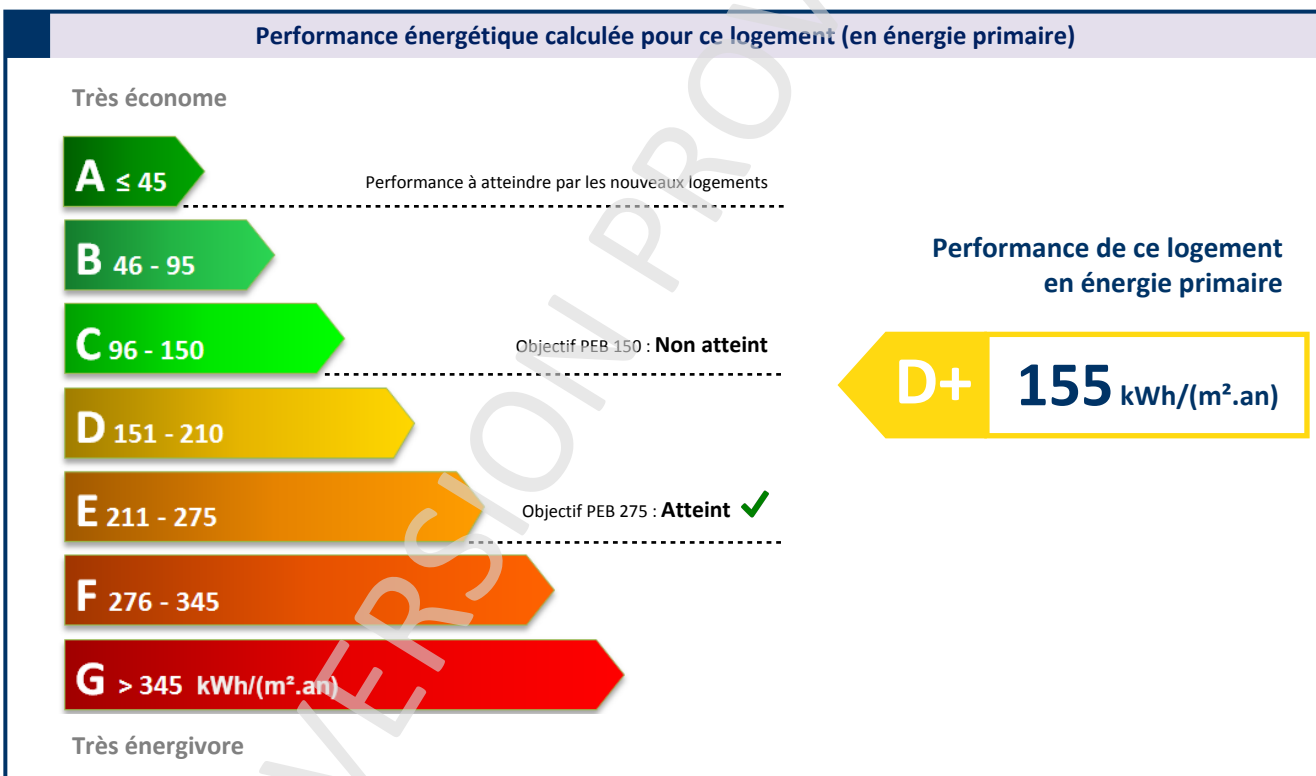 Performance énergétique calculée pour ce logement (en énergie primaire)
Très économe
A ≤ 45
Performance à atteindre par les nouveaux logements
B 46 - 95
Performance de ce logement
en énergie primaire
C 96 - 150
Objectif PEB 150 : Non atteint
D+ 155 kWh/(m².an)
D 151 - 210
E 211 - 275
Objectif PEB 275 : Atteint ✓
F 276 - 345
G > 345 kWh/(m².an)
Très énergivore
VERSION PROV